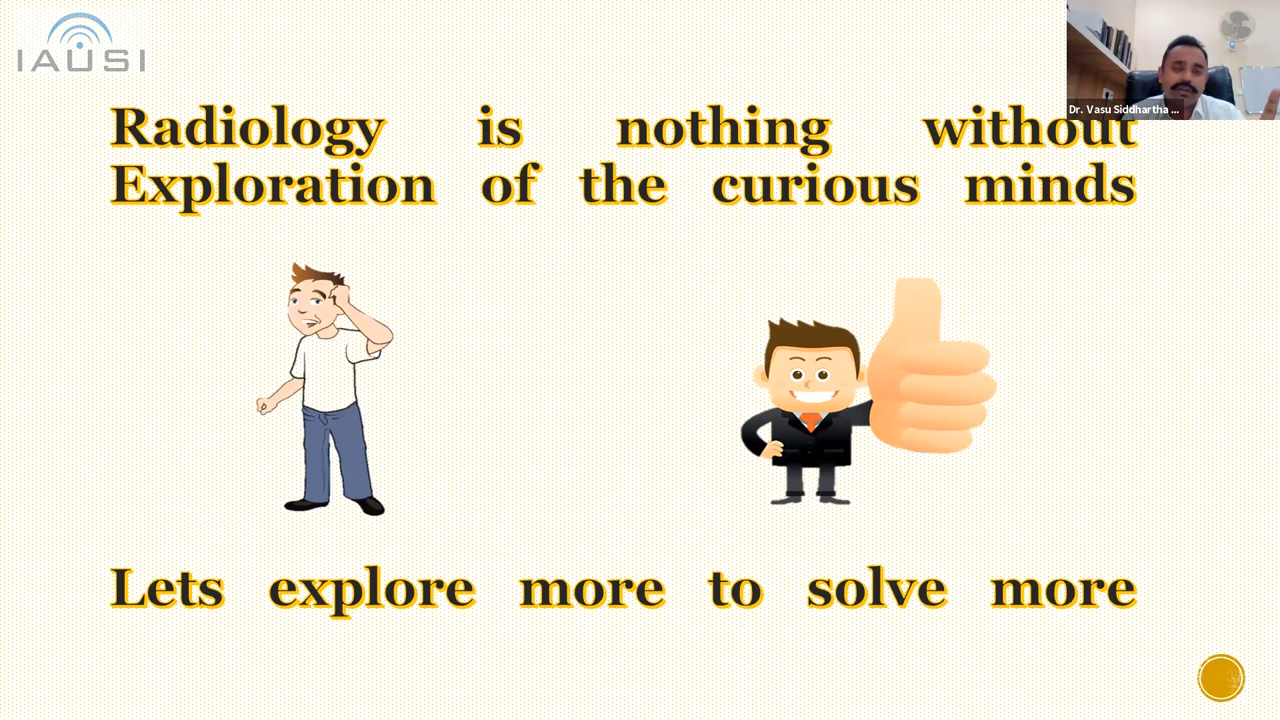 IAUSI
Dr. Vasu Siddhartha ...
Radiology is nothing without
Exploration of the curious minds
Lets explore more to solve more